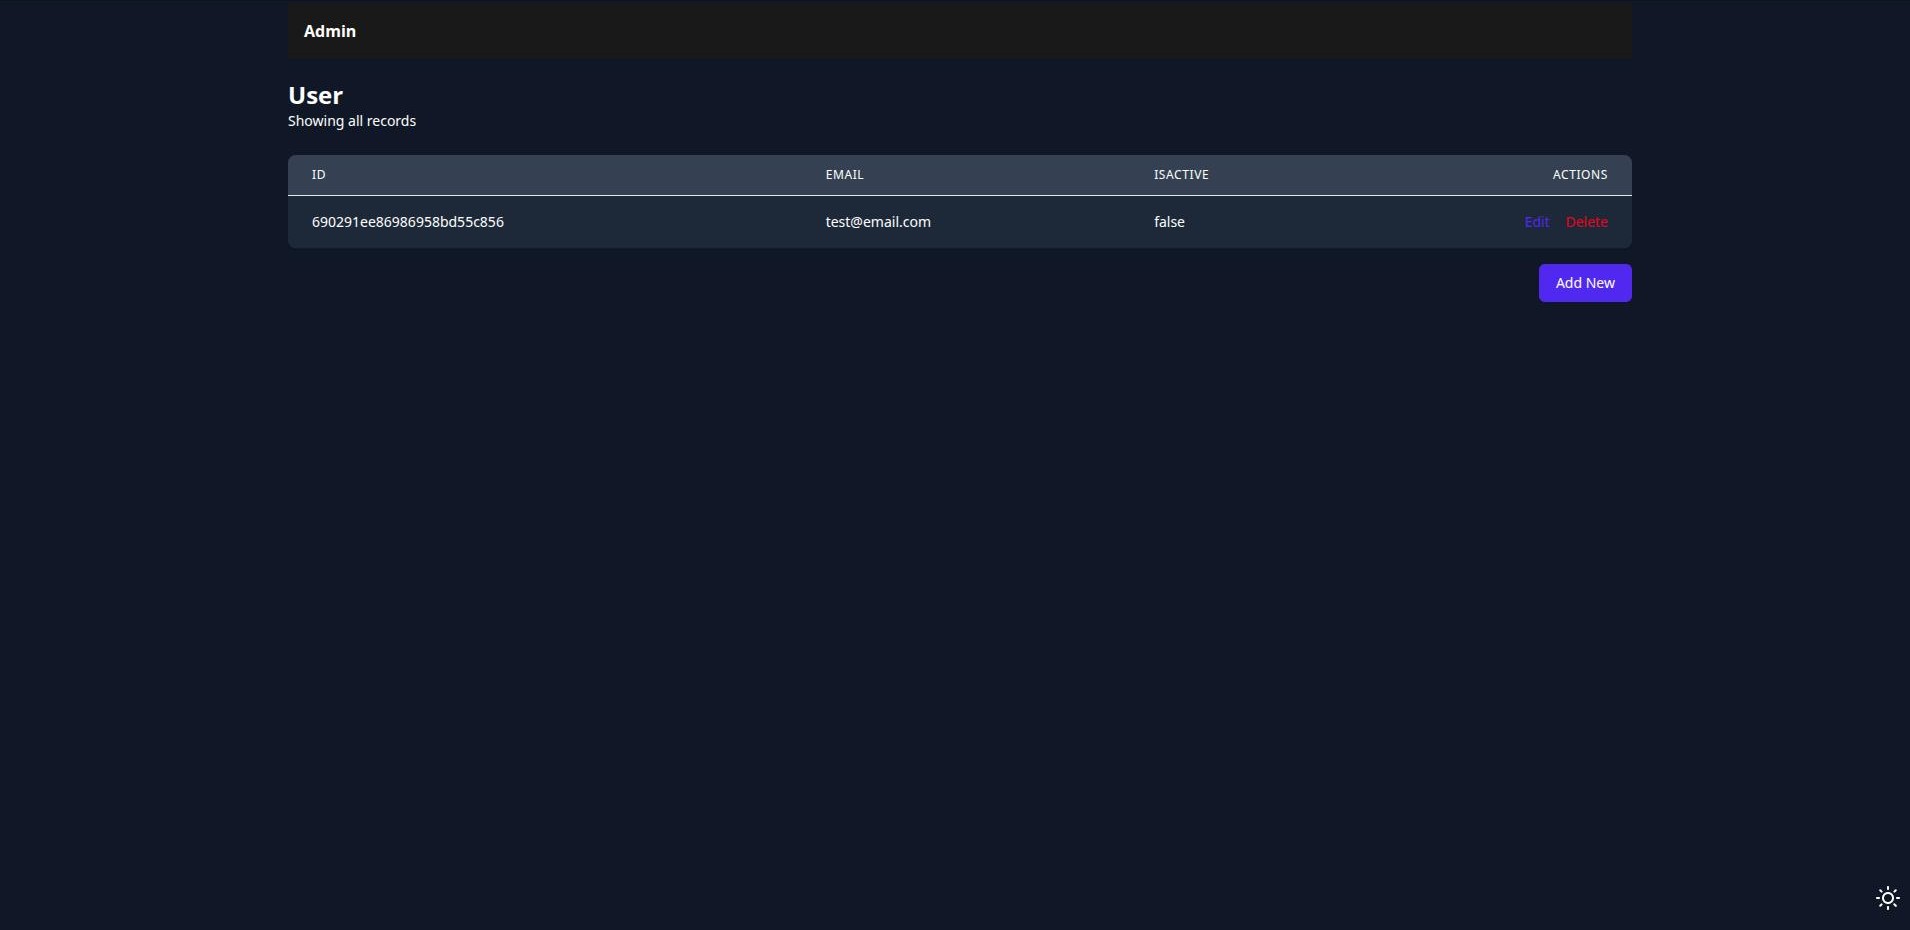 Admin
User
Showing all records
ID EMAIL ISACTIVE ACTIONS
690291ee86986958bd55c856 test@email.com false Edit Delete
Add New